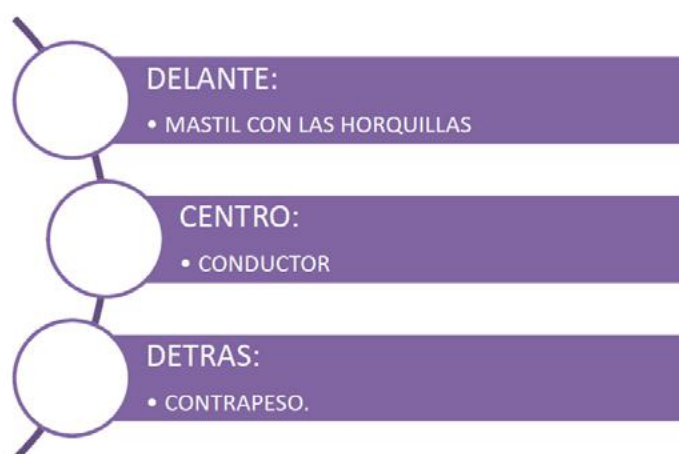 DELANTE:
• MASTIL CON LAS HORQUILLAS
CENTRO:
• CONDUCTOR
DETRAS:
• CONTRAPESO.